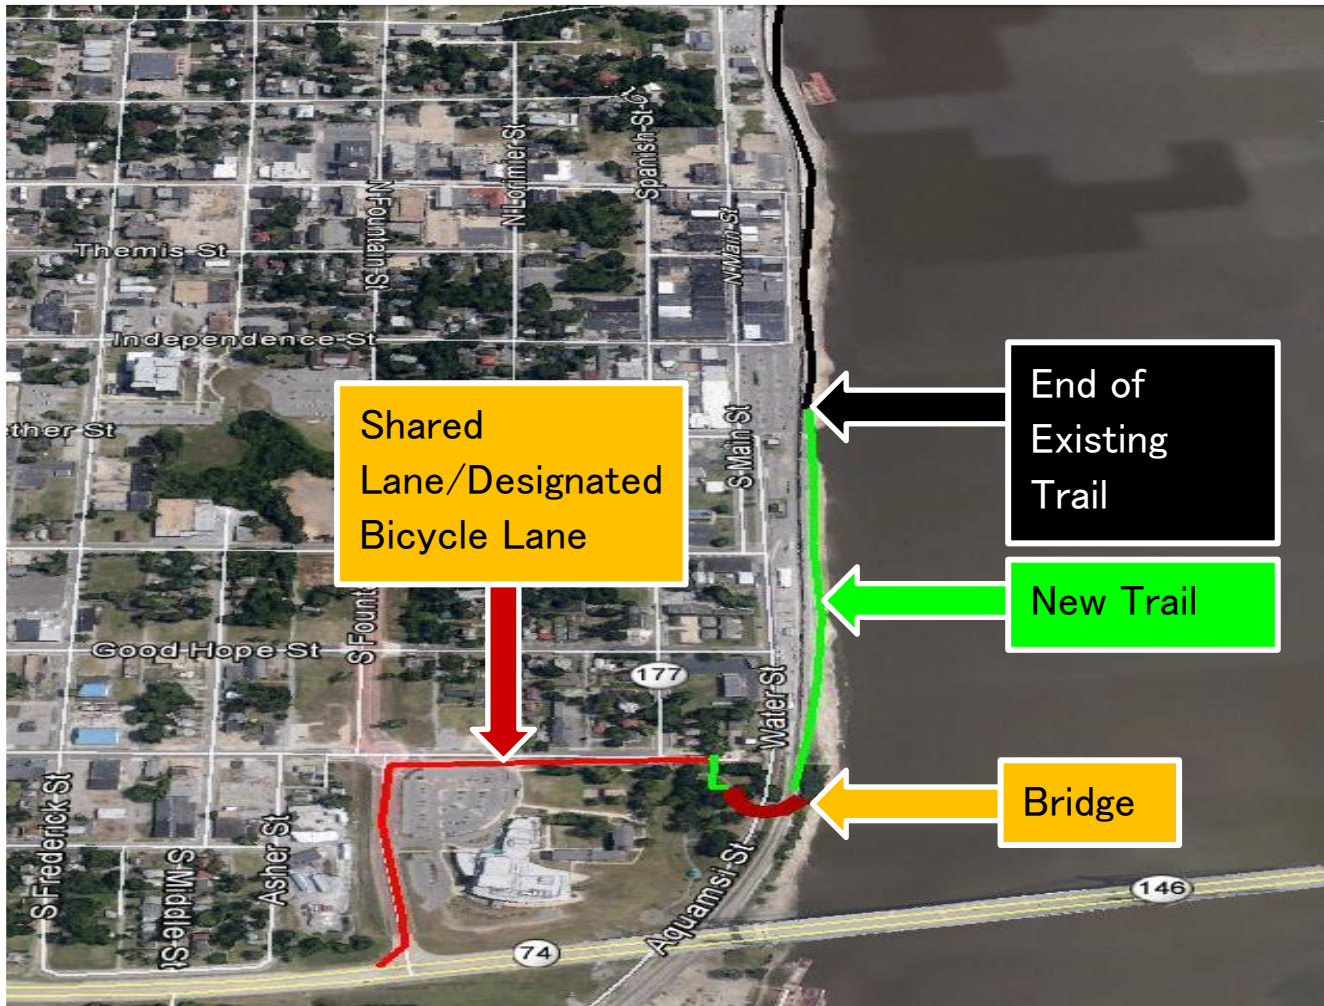 Spanish St
N Lorimier St
N Fountain St
N Main St
Themis St
Independence St
End of
Existing
Trail
Shared
Lane/Designated
Bicycle Lane
ether St
S Main St
New Trail
S Fount
Good Hope St
177
Water St
Bridge
S Frederick St
S Middle St
Asher St
Aquamsi St
146
74